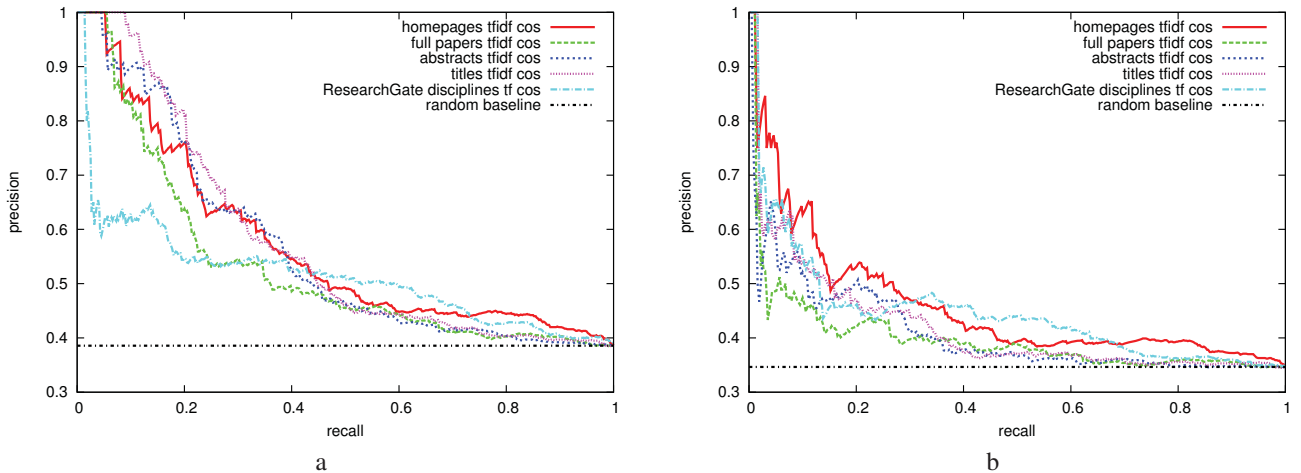 homepages tfidf cos
full papers tfidf cos
abstracts tfidf cos
titles tfidf cos
ResearchGate disciplines tf cos
random baseline
precision
1
0.9
0.8
0.7
0.6
0.5
0.4
0.3
0 0.2 0.4 0.6 0.8 1
recall
a
homepages tfidf cos
full papers tfidf cos
abstracts tfidf cos
titles tfidf cos
ResearchGate disciplines tf cos
random baseline
precision
1
0.9
0.8
0.7
0.6
0.5
0.4
0.3
0 0.2 0.4 0.6 0.8 1
recall
b